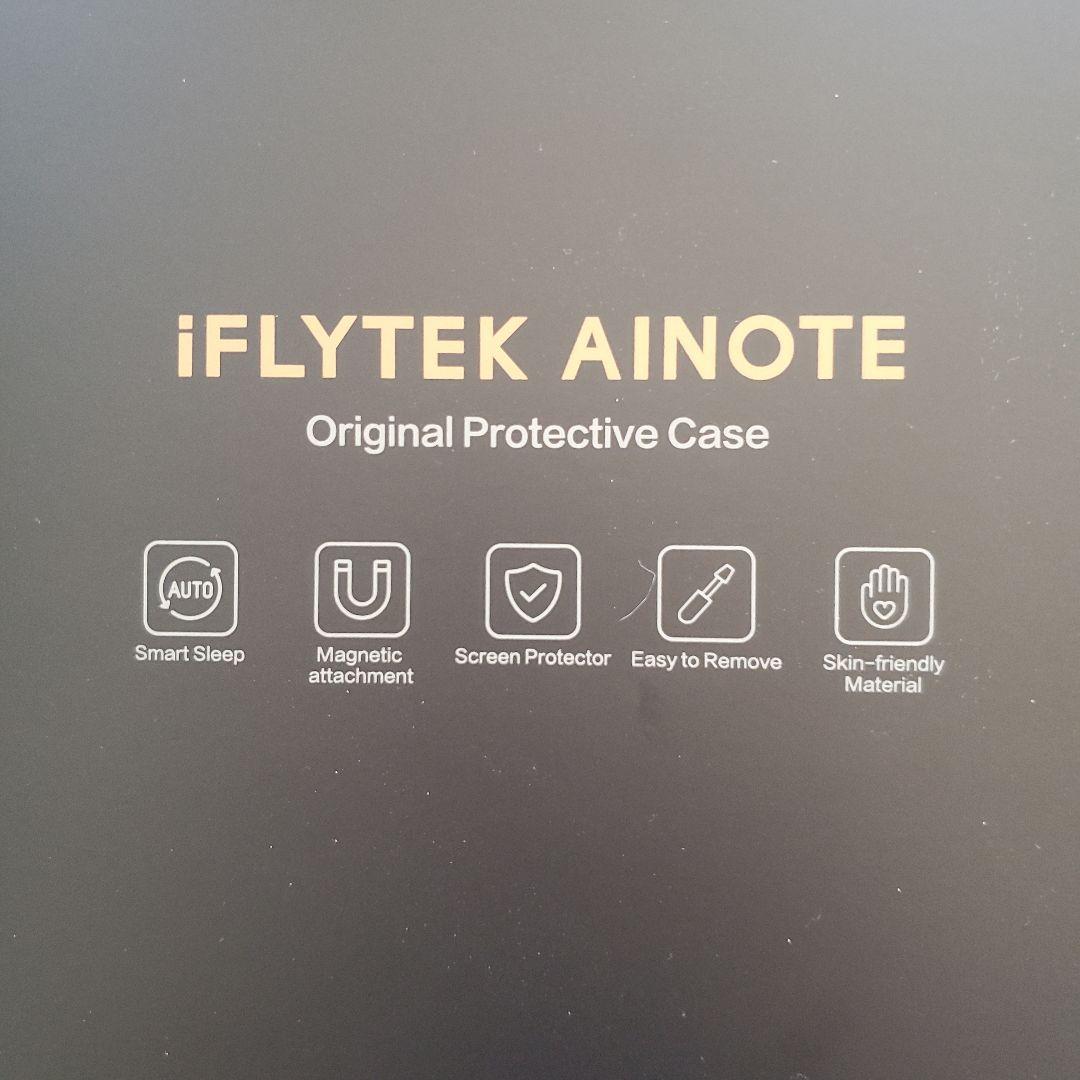 iFLYTEK AINOTE
Original Protective Case
AUTO
Smart Sleep
Magnetic
attachment
Screen Protector
Easy to Remove
Skin-friendly
Material